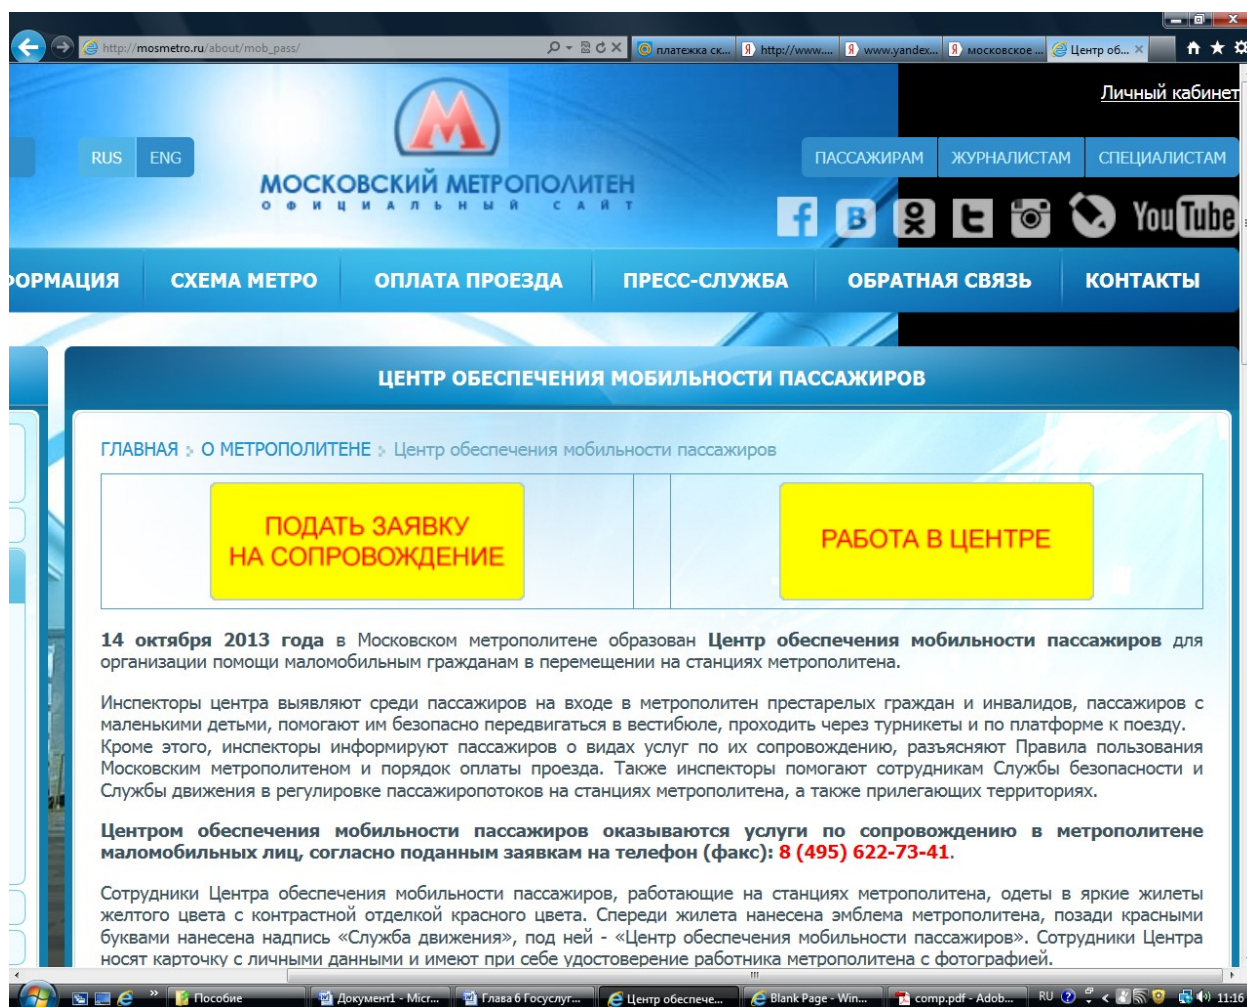 http://mosmetro.ru/about/mob_pass/
платежка ск...
http://www....
www.yandex...
московское ...
Центр об...
Личный кабинет
RUS
ENG
МОСКОВСКИЙ МЕТРОПОЛИТЕН
ОФИЦИАЛЬНЫЙ САЙТ
ПАССАЖИРАМ
ЖУРНАЛИСТАМ
СПЕЦИАЛИСТАМ
You Tube
ОРМАЦИЯ
СХЕМА МЕТРО
ОПЛАТА ПРОЕЗДА
ПРЕСС-СЛУЖБА
ОБРАТНАЯ СВЯЗЬ
КОНТАКТЫ
ЦЕНТР ОБЕСПЕЧЕНИЯ МОБИЛЬНОСТИ ПАССАЖИРОВ
ГЛАВНАЯ О МЕТРОПОЛИТЕНЕ Центр обеспечения мобильности пассажиров
ПОДАТЬ ЗАЯВКУ
НА СОПРОВОЖДЕНИЕ
РАБОТА В ЦЕНТРЕ
14 октября 2013 года в Московском метрополитене образован Центр обеспечения мобильности пассажиров для
организации помощи маломобильным гражданам в перемещении на станциях метрополитена.
Инспекторы центра выявляют среди пассажиров на входе в метрополитен престарелых граждан и инвалидов, пассажиров с
маленькими детьми, помогают им безопасно передвигаться в вестибюле, проходить через турникеты и по платформе к поезду.
Кроме этого, инспекторы информируют пассажиров о видах услуг по их сопровождению, разъясняют Правила пользования
Московским метрополитеном и порядок оплаты проезда. Также инспекторы помогают сотрудникам Службы безопасности и
Службы движения в регулировке пассажиропотоков на станциях метрополитена, а также прилегающих территориях.
Центром обеспечения мобильности пассажиров оказываются услуги по сопровождению в метрополитене
маломобильных лиц, согласно поданным заявкам на телефон (факс): 8 (495) 622-73-41.
Сотрудники Центра обеспечения мобильности пассажиров, работающие на станциях метрополитена, одеты в яркие жилеты
желтого цвета с контрастной отделкой красного цвета. Спереди жилета нанесена эмблема метрополитена, позади красными
буквами нанесена надпись «Служба движения», под ней - «Центр обеспечения мобильности пассажиров». Сотрудники Центра
носят карточку с личными данными и имеют при себе удостоверение работника метрополитена с фотографией.
Пособие
Документ1 - Micr...
Глава 6 Госуслуг...
Центр обеспече...
Blank Page - Win...
comp.pdf - Adob...
RU
11:16